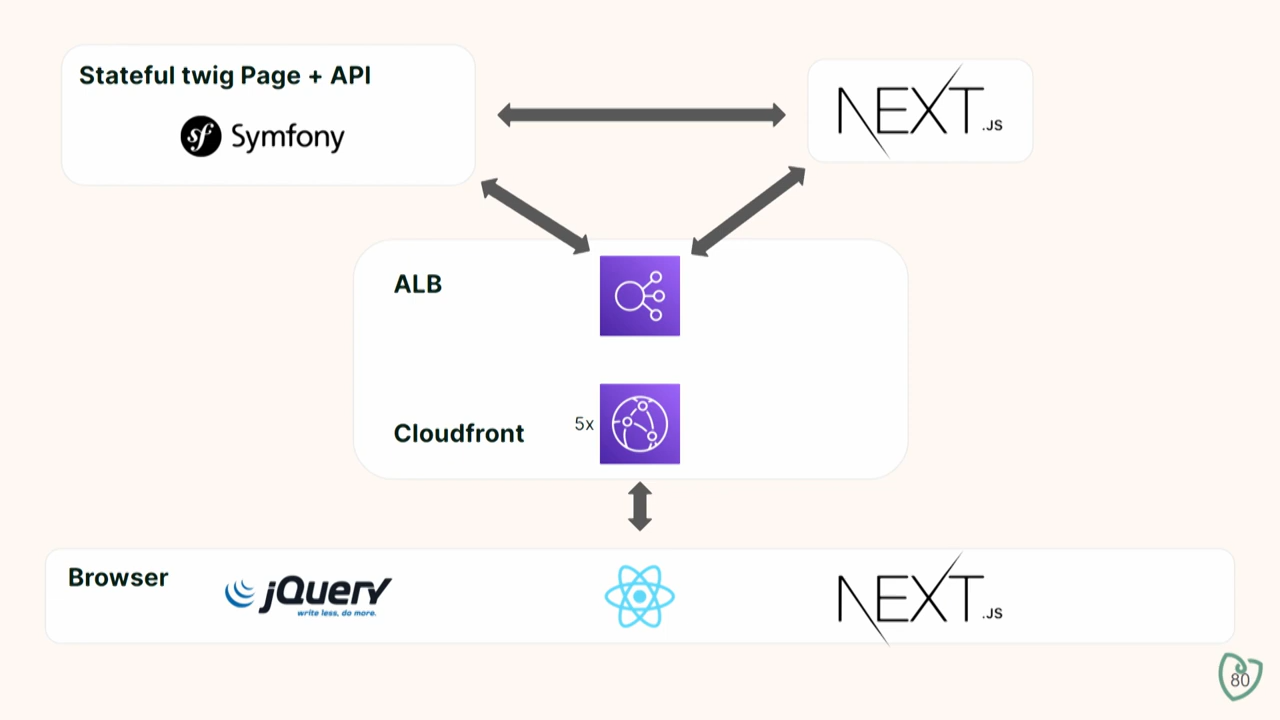 Stateful twig Page + API
sf Symfony
NEXT.JS
ALB
5x
Cloudfront
Browser
jQuery
write less, do more.
NEXT.JS
80